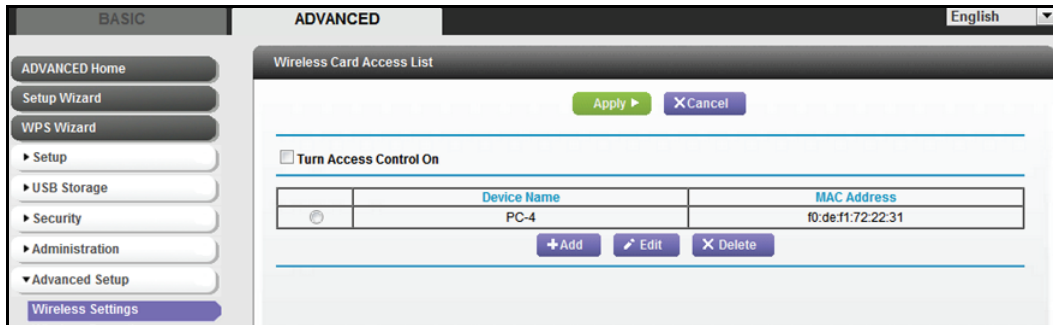 BASIC
ADVANCED
English
ADVANCED Home
Setup Wizard
WPS Wizard
Setup
USB Storage
Security
Administration
Advanced Setup
Wireless Settings
Wireless Card Access List
Apply
Cancel
Turn Access Control On
Device Name MAC Address
PC-4 f0:de:f1:72:22:31
Add Edit Delete